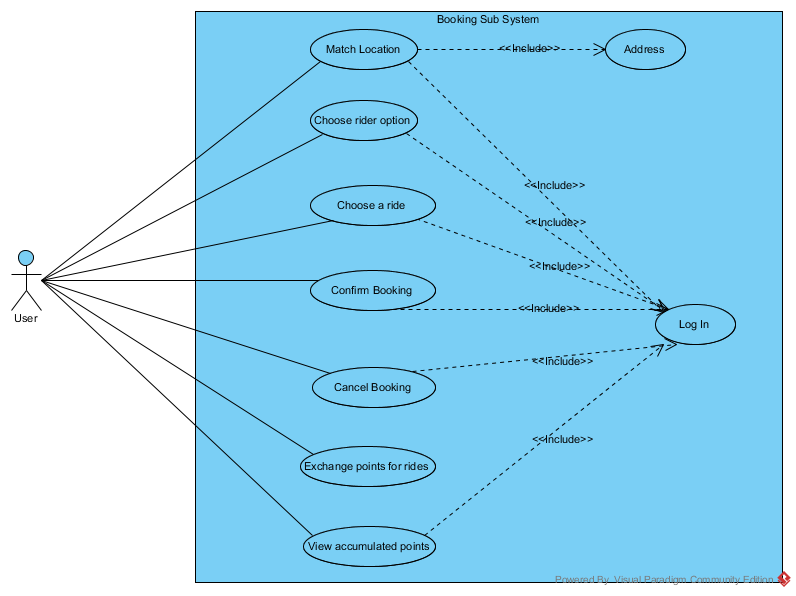 Booking Sub System
Match Location
<<Include>>
Address
Choose rider option
<<Include>>
Choose a ride
<<Include>>
<<Include>>
User
Confirm Booking
<<Include>>
Log In
Cancel Booking
<<Include>>
Exchange points for rides
<<Include>>
View accumulated points
Powered By Visual Paradigm Community Edition